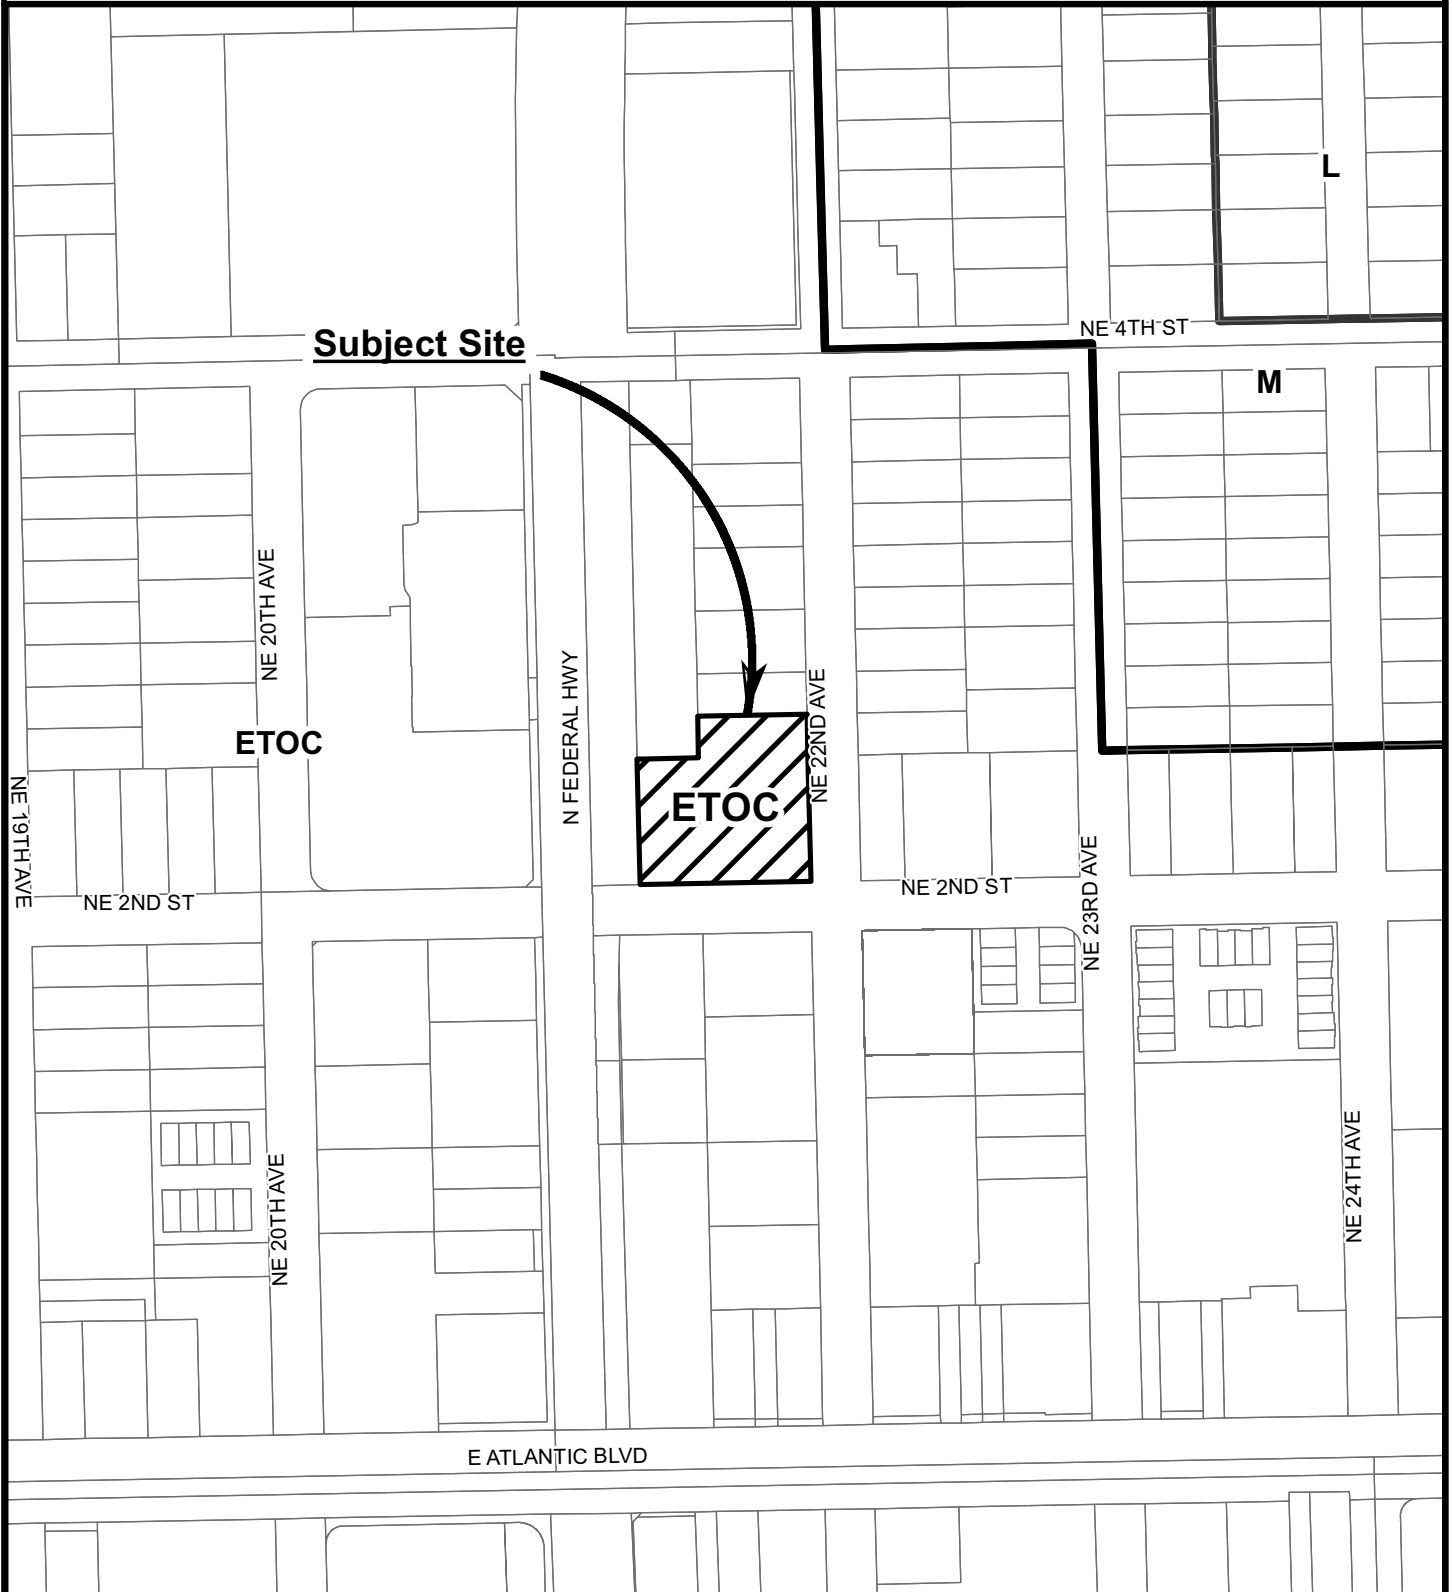 L
NE 4TH ST
Subject Site
M
NE 20TH AVE
N FEDERAL HWY
NE 22ND AVE
ETOC
ETOC
NE 19TH AVE
NE 23RD AVE
NE 2ND ST
NE 2ND ST
NE 24TH AVE
NE 20TH AVE
E ATLANTIC BLVD